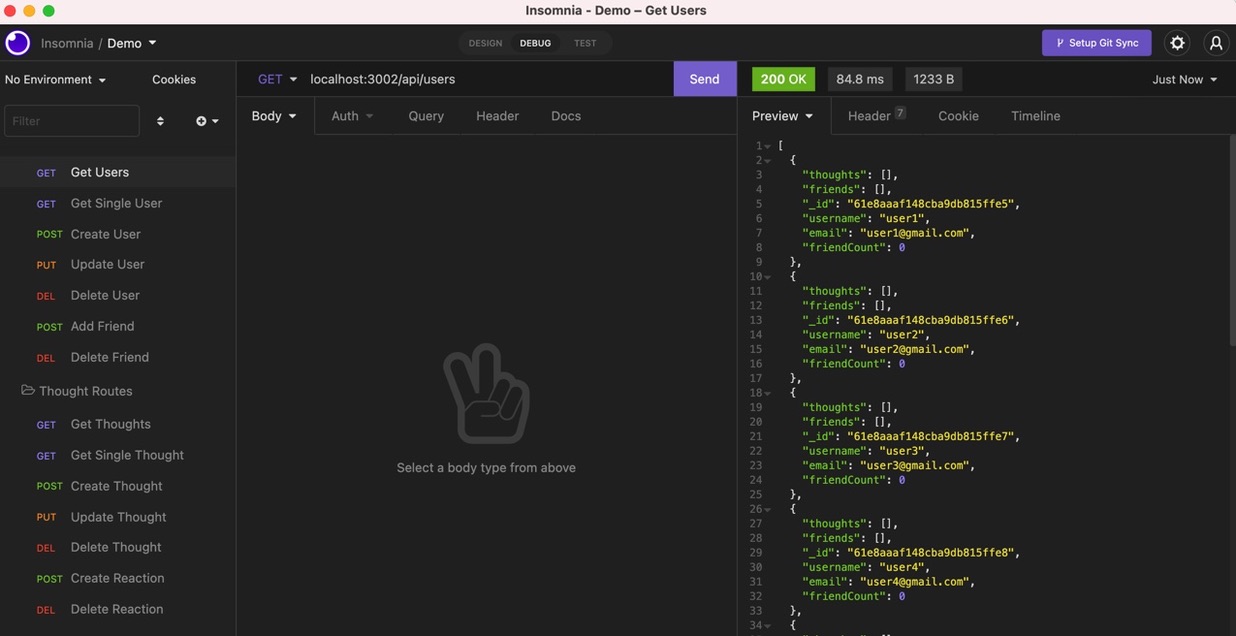 Insomnia - Demo – Get Users
Insomnia / Demo
DESIGN DEBUG TEST
Setup Git Sync
No Environment Cookies
Filter
GET Get Users
GET Get Single User
POST Create User
PUT Update User
DEL Delete User
POST Add Friend
DEL Delete Friend
Thought Routes
GET Get Thoughts
GET Get Single Thought
POST Create Thought
PUT Update Thought
DEL Delete Thought
POST Create Reaction
DEL Delete Reaction
GET localhost:3002/api/users Send
Body Auth Query Header Docs
Select a body type from above
200 OK 84.8 ms 1233 B Just Now
Preview Header 7 Cookie Timeline
1 [
2 {
3 "thoughts": [],
4 "friends": [],
5 "_id": "61e8aaaf148cba9db815ffe5",
6 "username": "user1",
7 "email": "user1@gmail.com",
8 "friendCount": 0
9 },
10 {
11 "thoughts": [],
12 "friends": [],
13 "_id": "61e8aaaf148cba9db815ffe6",
14 "username": "user2",
15 "email": "user2@gmail.com",
16 "friendCount": 0
17 },
18 {
19 "thoughts": [],
20 "friends": [],
21 "_id": "61e8aaaf148cba9db815ffe7",
22 "username": "user3",
23 "email": "user3@gmail.com",
24 "friendCount": 0
25 },
26 {
27 "thoughts": [],
28 "friends": [],
29 "_id": "61e8aaaf148cba9db815ffe8",
30 "username": "user4",
31 "email": "user4@gmail.com",
32 "friendCount": 0
33 },
34 {